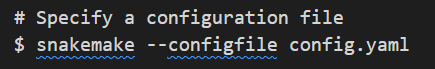 # Specify a configuration file
$ snakemake --configfile config.yaml